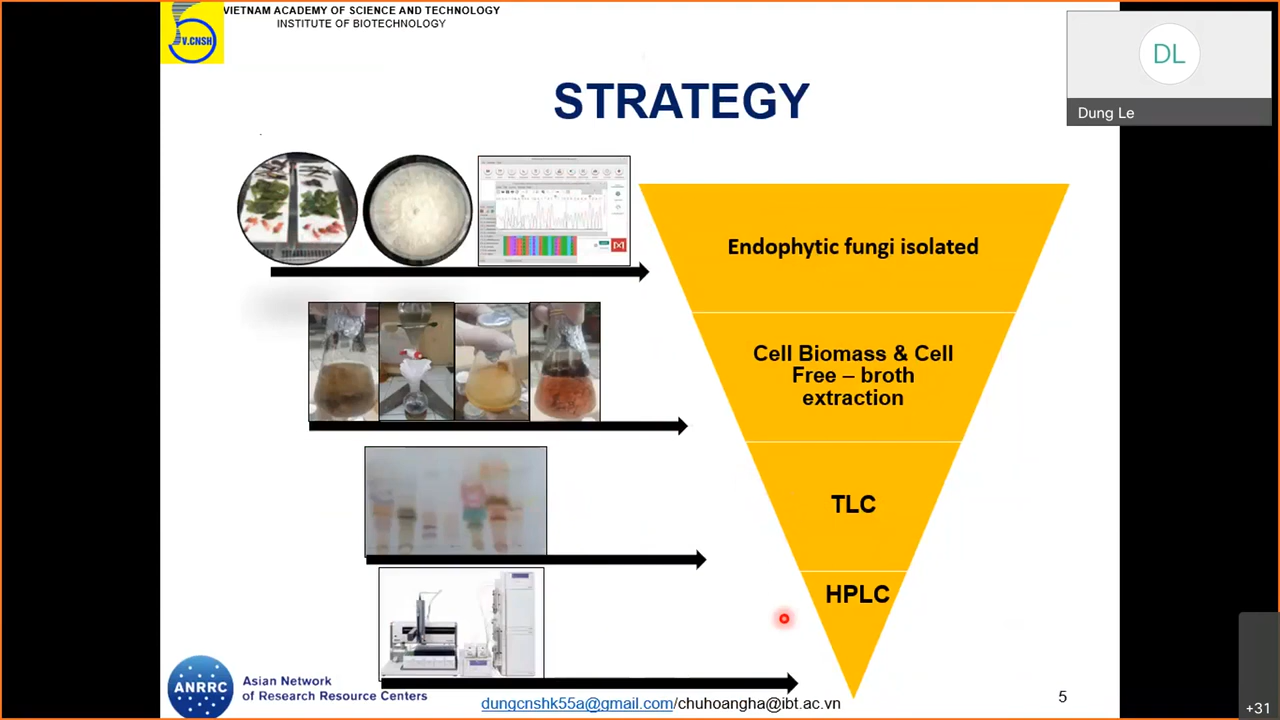 VIETNAM ACADEMY OF SCIENCE AND TECHNOLOGY
INSTITUTE OF BIOTECHNOLOGY
V.CNSH
DL
Dung Le
STRATEGY
Endophytic fungi isolated
Cell Biomass & Cell
Free – broth
extraction
TLC
HPLC
ANRRC
Asian Network
of Research Resource Centers
dungcnshk55a@gmail.com/chuhoangha@ibt.ac.vn
5
+31